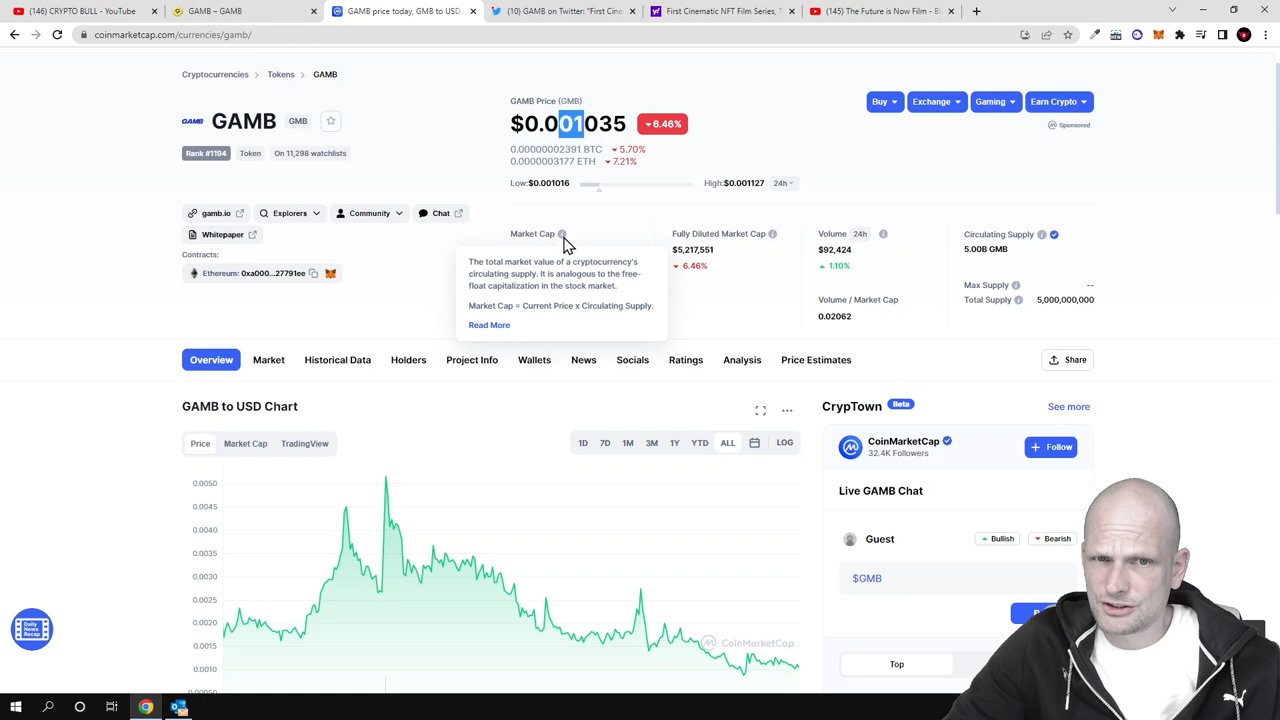 (146) CRYPTO BULL - YouTube
GAMB – GAMB
GAMB price today, GMB to USD
(10) GAMB on Twitter: "First Cine
First Cinematic NFT Film Series, T
(145) The Future is Now Film - Bl
coinmarketcap.com/currencies/gamb/
Cryptocurrencies > Tokens > GAMB
GAMB GAMB GMB
Rank #1194 Token On 11,298 watchlists
gamb.io Explorers Community Chat
Whitepaper
Contracts:
Ethereum: 0xa000...27791ee
GAMB Price (GMB)
$0.001035 6.46%
0.00000002391 BTC 5.70%
0.0000003177 ETH 7.21%
Low:$0.001016 High:$0.001127 24h
Buy Exchange Gaming Earn Crypto
Sponsored
Market Cap
The total market value of a cryptocurrency's
circulating supply. It is analogous to the free-
float capitalization in the stock market.
Market Cap = Current Price x Circulating Supply.
Read More
Fully Diluted Market Cap
$5,217,551
6.46%
Volume 24h
$92,424
1.10%
Volume / Market Cap
0.02062
Circulating Supply
5.00B GMB
Max Supply --
Total Supply 5,000,000,000
Overview Market Historical Data Holders Project Info Wallets News Socials Ratings Analysis Price Estimates Share
GAMB to USD Chart
Price Market Cap TradingView
1D 7D 1M 3M 1Y YTD ALL LOG
0.0050
0.0045
0.0040
0.0035
0.0030
0.0025
0.0020
0.0015
0.0010
0.00050
CoinMarketCap
CrypTown Beta See more
CoinMarketCap
32.4K Followers
Follow
Live GAMB Chat
Guest Bullish Bearish
$GMB
Top
Daily
News
Recap